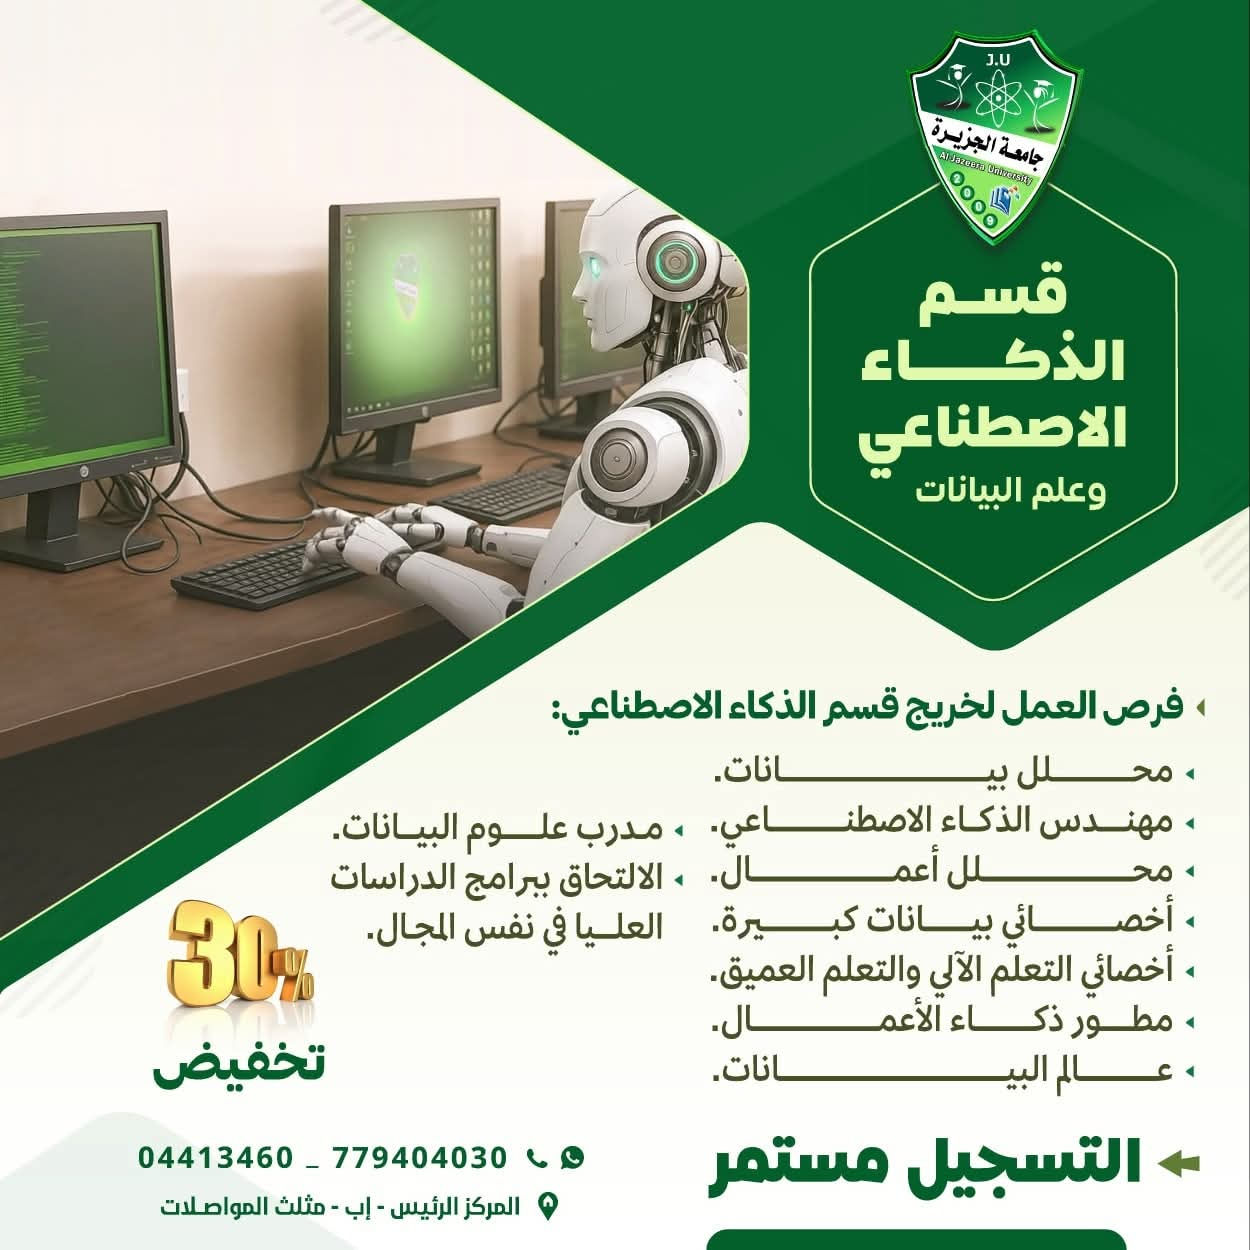 J.U
جامعة الجزيرة
Al Jazeera University
2009
قسم
الذكاء
الاصطناعي
وعلم البيانات
فرص العمل لخريج قسم الذكاء الاصطناعي:
محلل بيانات.
مهندس الذكاء الاصطناعي.
محلل أعمال.
أخصائي بيانات كبيرة.
أخصائي التعلم الآلي والتعلم العميق.
مطور ذكاء الأعمال.
عالم البيانات.
مدرب علوم البيانات.
الالتحاق ببرامج الدراسات
العليا في نفس المجال.
30%
تخفيض
التسجيل مستمر
04413460 _ 779404030
المركز الرئيس - إب - مثلث المواصلات